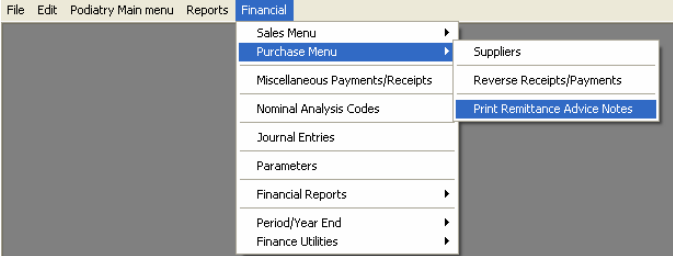 File Edit Podiatry Main menu Reports Financial
Sales Menu
Purchase Menu
Miscellaneous Payments/Receipts
Nominal Analysis Codes
Journal Entries
Parameters
Financial Reports
Period/Year End
Finance Utilities
Suppliers
Reverse Receipts/Payments
Print Remittance Advice Notes